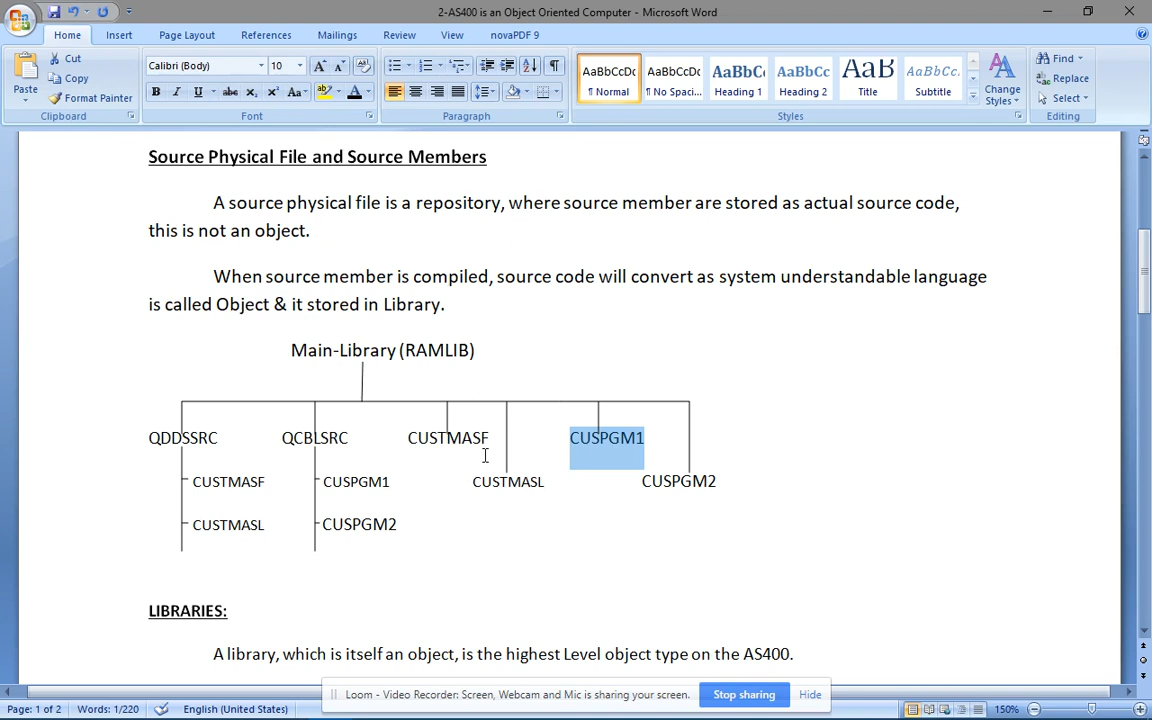 2-AS400 is an Object Oriented Computer - Microsoft Word
Home Insert Page Layout References Mailings Review View novaPDF 9
Paste
Cut
Copy
Format Painter
Clipboard
Calibri (Body) 10
Font
Paragraph
AaBbCcDc AaBbCcDc AaBbC AaBbCc AaB AaBbCc.
¶ Normal ¶ No Spaci... Heading 1 Heading 2 Title Subtitle
Change Styles
Styles
Find
Replace
Select
Editing
Source Physical File and Source Members
A source physical file is a repository, where source member are stored as actual source code,
this is not an object.
When source member is compiled, source code will convert as system understandable language
is called Object & it stored in Library.
Main-Library (RAMLIB)
QDDSSRC QCBLSRC CUSTMASF CUSPGM1
CUSTMASF CUSPGM1 CUSTMASL CUSPGM2
CUSTMASL CUSPGM2
LIBRARIES:
A library, which is itself an object, is the highest Level object type on the AS400.
Loom - Video Recorder: Screen, Webcam and Mic is sharing your screen. Stop sharing Hide
Page: 1 of 2 Words: 1/220 English (United States) 150%